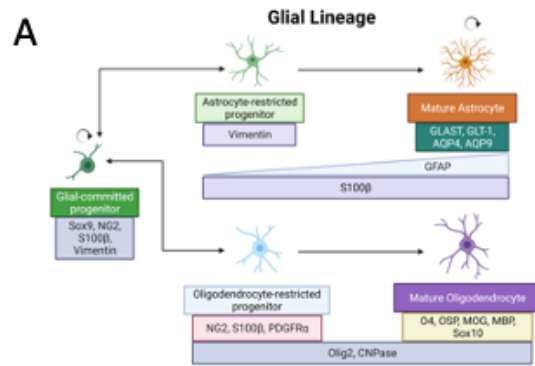 A
Glial Lineage
Astrocyte-restricted
progenitor
Vimentin
Mature Astrocyte
GLAST, GLT-1,
AQP4, AQP9
GFAP
S100β
Glial-committed
progenitor
Sox9, NG2,
S100β,
Vimentin
Oligodendrocyte-restricted
progenitor
NG2, S100β, PDGFRα
Mature Oligodendrocyte
O4, OSP, MOG, MBP,
Sox10
Olig2, CNPase